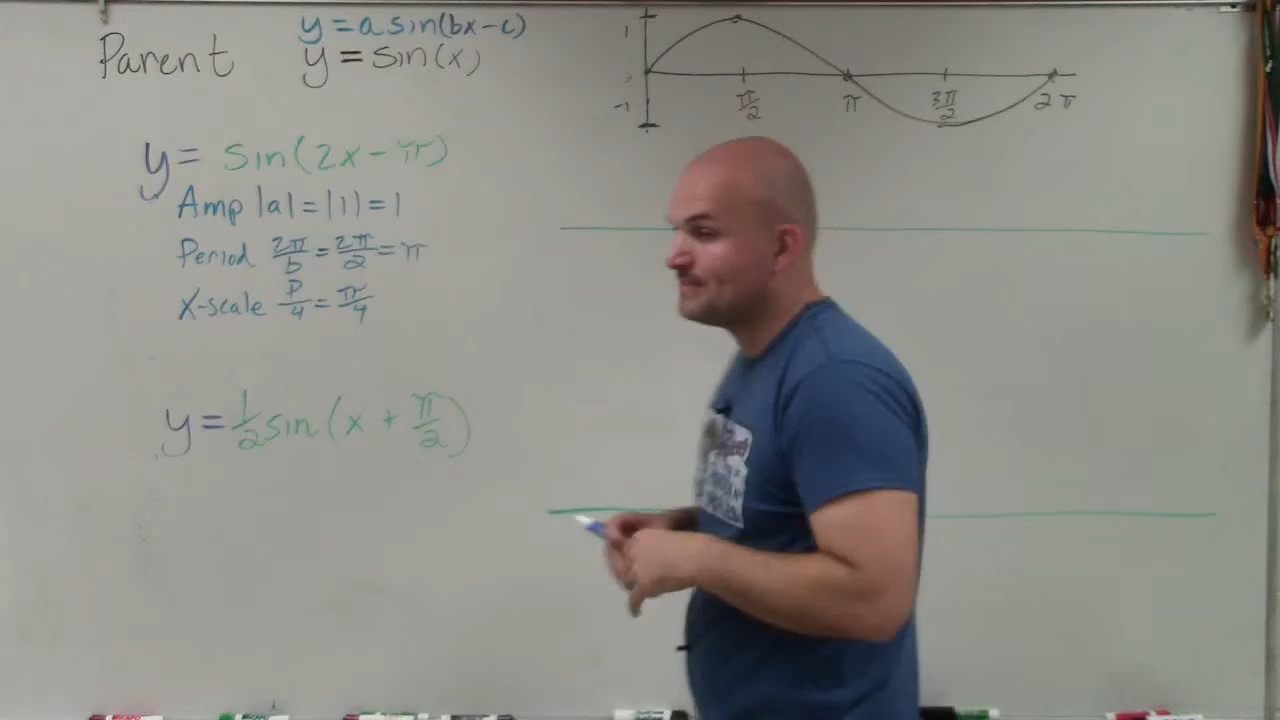 y = a sin(bx - c)
Parent y = sin(x)
1
-1
π/2 π 3π/2 2π
y = sin(2x - π)
Amp |a| = |1| = 1
Period 2π/b = 2π/2 = π
X-scale P/4 = π/4
y = 1/2 sin(x + π/2)